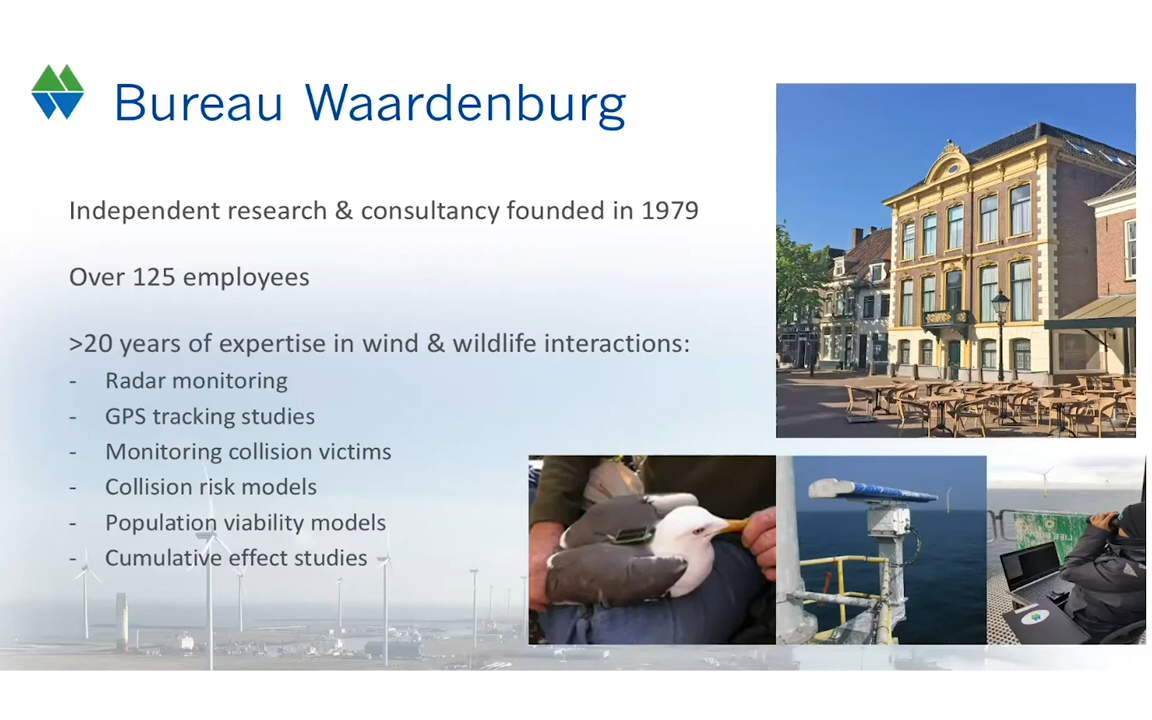 Bureau Waardenburg
Independent research & consultancy founded in 1979
Over 125 employees
>20 years of expertise in wind & wildlife interactions:
- Radar monitoring
- GPS tracking studies
- Monitoring collision victims
- Collision risk models
- Population viability models
- Cumulative effect studies